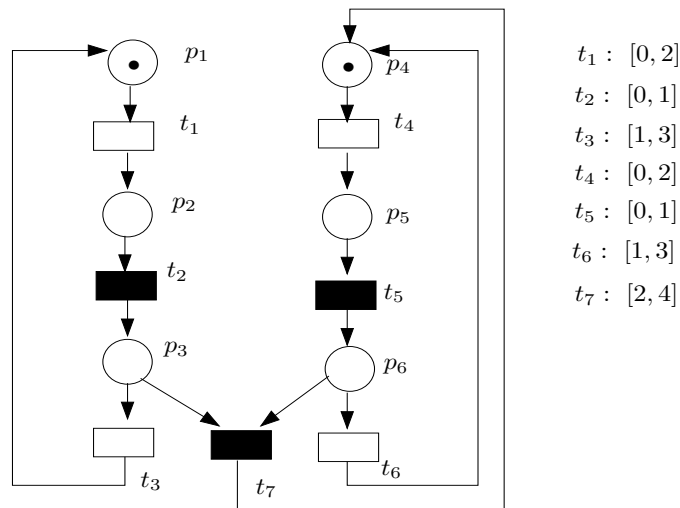 p1
p4
t1 : [0, 2]
t1
t4
t2 : [0, 1]
t3 : [1, 3]
t4 : [0, 2]
p2
p5
t5 : [0, 1]
t6 : [1, 3]
t2
t5
t7 : [2, 4]
p3
p6
t3
t7
t6